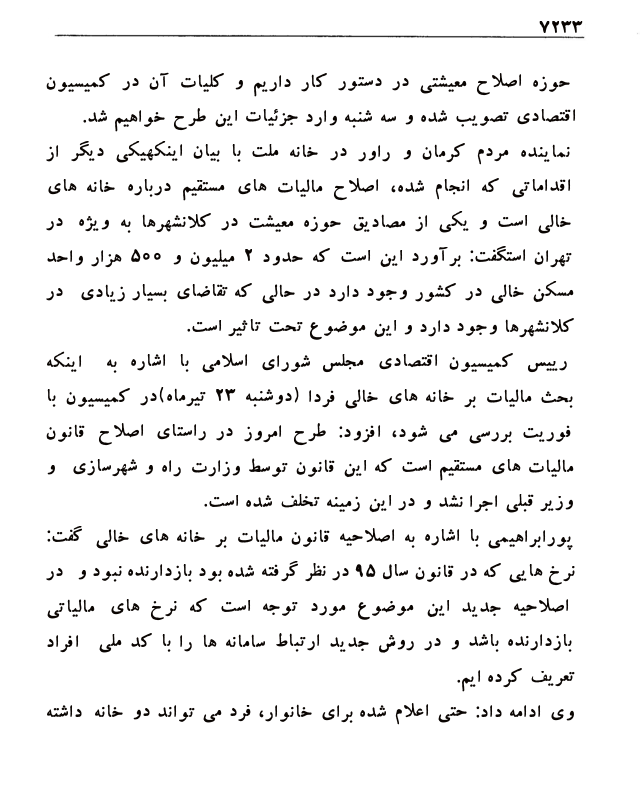 ۷۲۳۳
حوزه اصلاح معیشتی در دستور کار داریم و کلیات آن در کمیسیون
اقتصادی تصویب شده و سه شنبه وارد جزئیات این طرح خواهیم شد.
نماینده مردم کرمان و راور در خانه ملت با بیان اینکهیکی دیگر از
اقداماتی که انجام شده، اصلاح مالیات های مستقیم درباره خانه های
خالی است و یکی از مصادیق حوزه معیشت در کلانشهرها به ویژه در
تهران استگفت: برآورد این است که حدود ۲ میلیون و ۵۰۰ هزار واحد
مسکن خالی در کشور وجود دارد در حالی که تقاضای بسیار زیادی در
کلانشهرها وجود دارد و این موضوع تحت تاثیر است.
رییس کمیسیون اقتصادی مجلس شورای اسلامی با اشاره به اینکه
بحث مالیات بر خانه های خالی فردا (دوشنبه ۲۳ تیرماه)در کمیسیون با
فوریت بررسی می شود، افزود: طرح امروز در راستای اصلاح قانون
مالیات های مستقیم است که این قانون توسط وزارت راه و شهرسازی و
وزیر قبلی اجرا نشد و در این زمینه تخلف شده است.
پورابراهیمی با اشاره به اصلاحیه قانون مالیات بر خانه های خالی گفت:
نرخ هایی که در قانون سال ۹۵ در نظر گرفته شده بود بازدارنده نبود و در
اصلاحیه جدید این موضوع مورد توجه است که نرخ های مالیاتی
بازدارنده باشد و در روش جدید ارتباط سامانه ها را با کد ملی افراد
تعریف کرده ایم.
وی ادامه داد: حتی اعلام شده برای خانوار، فرد می تواند دو خانه داشته